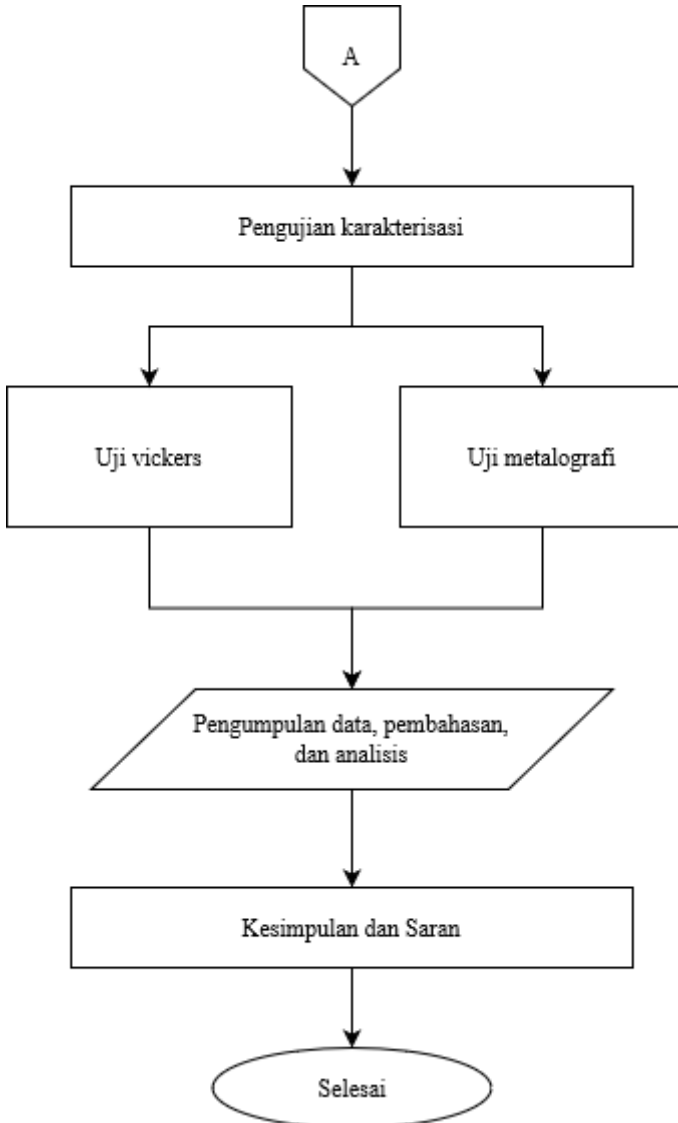 A
Pengujian karakterisasi
Uji vickers
Uji metalografi
Pengumpulan data, pembahasan,
dan analisis
Kesimpulan dan Saran
Selesai